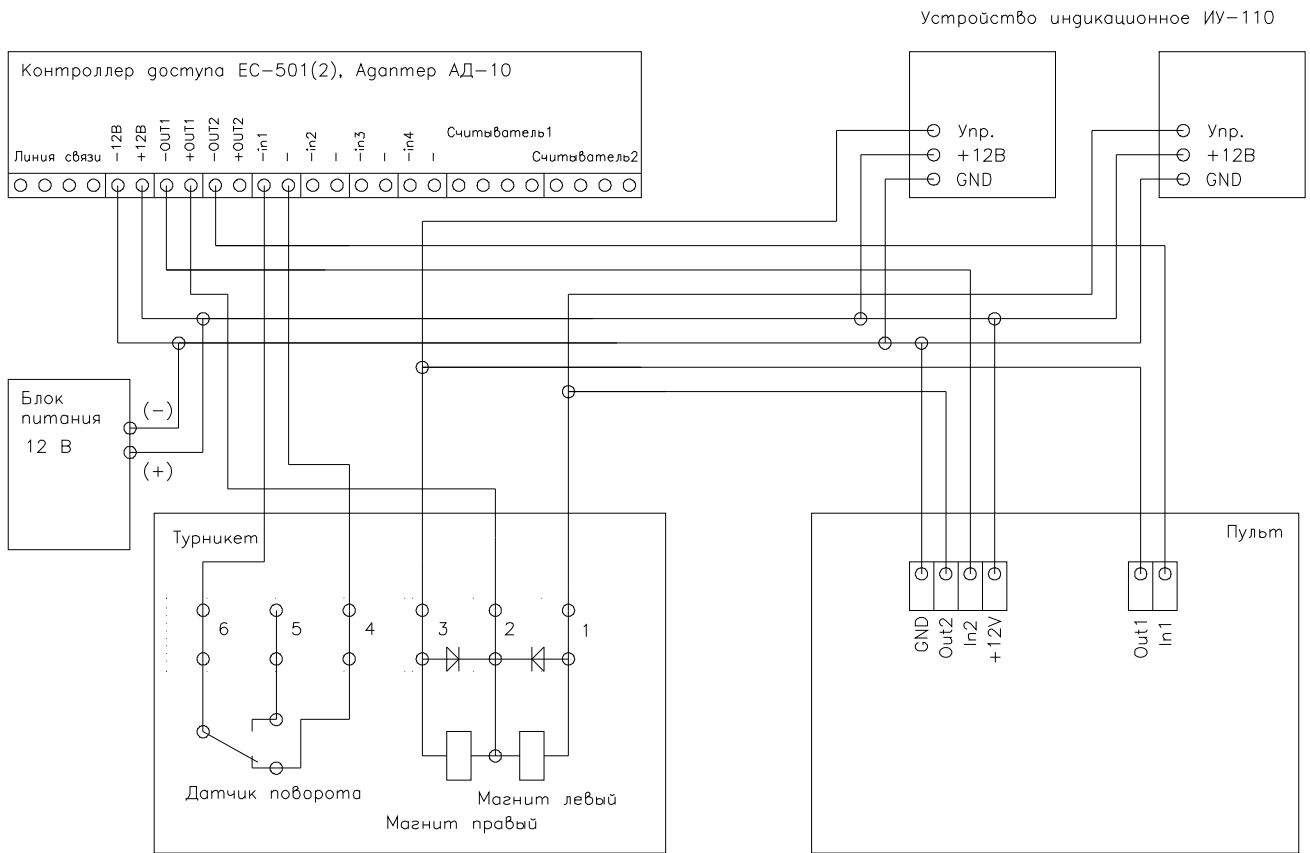 Устройство индикационное ИУ-110
Контроллер доступа ЕС-501(2), Адаптер АД-10
Линия связи
-12В
+12В
-OUT1
+OUT1
-OUT2
+OUT2
-in1
-
-in2
-
-in3
-
-in4
-
Считыватель1
Считыватель2
Упр.
+12В
GND
Упр.
+12В
GND
Блок
питания
12 В
(-)
(+)
Турникет
6
5
4
3
2
1
Датчик поворота
Магнит левый
Магнит правый
Пульт
GND
Out2
In2
+12V
Out1
In1